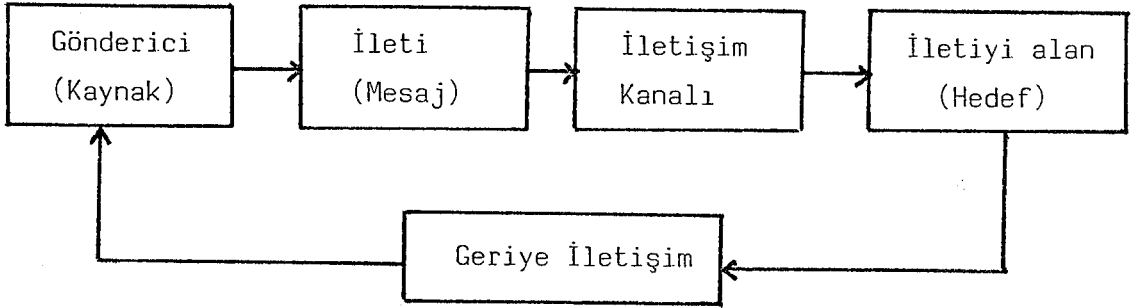 Gönderici
(Kaynak)
İleti
(Mesaj)
İletişim
Kanalı
İletiyi alan
(Hedef)
Geriye İletişim